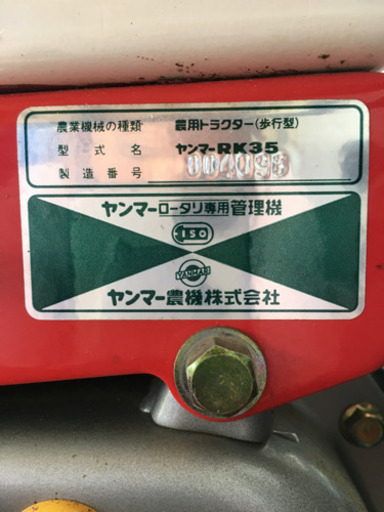 農業機械の種類 農用トラクター(歩行型)
型式名 ヤンマーRK35
製造番号 004098
ヤンマーロータリ専用管理機
ISO
YANMAR
ヤンマー農機株式会社